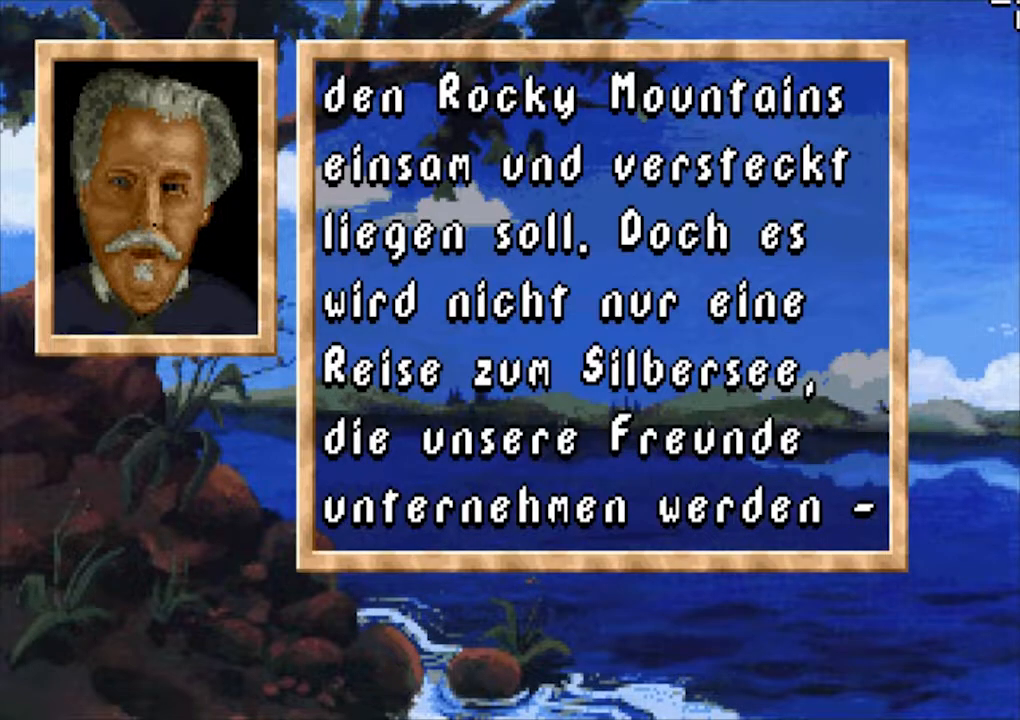 den Rocky Mountains
einsam und versteckt
liegen soll. Doch es
wird nicht nur eine
Reise zum Silbersee,
die unsere Freunde
unternehmen werden -